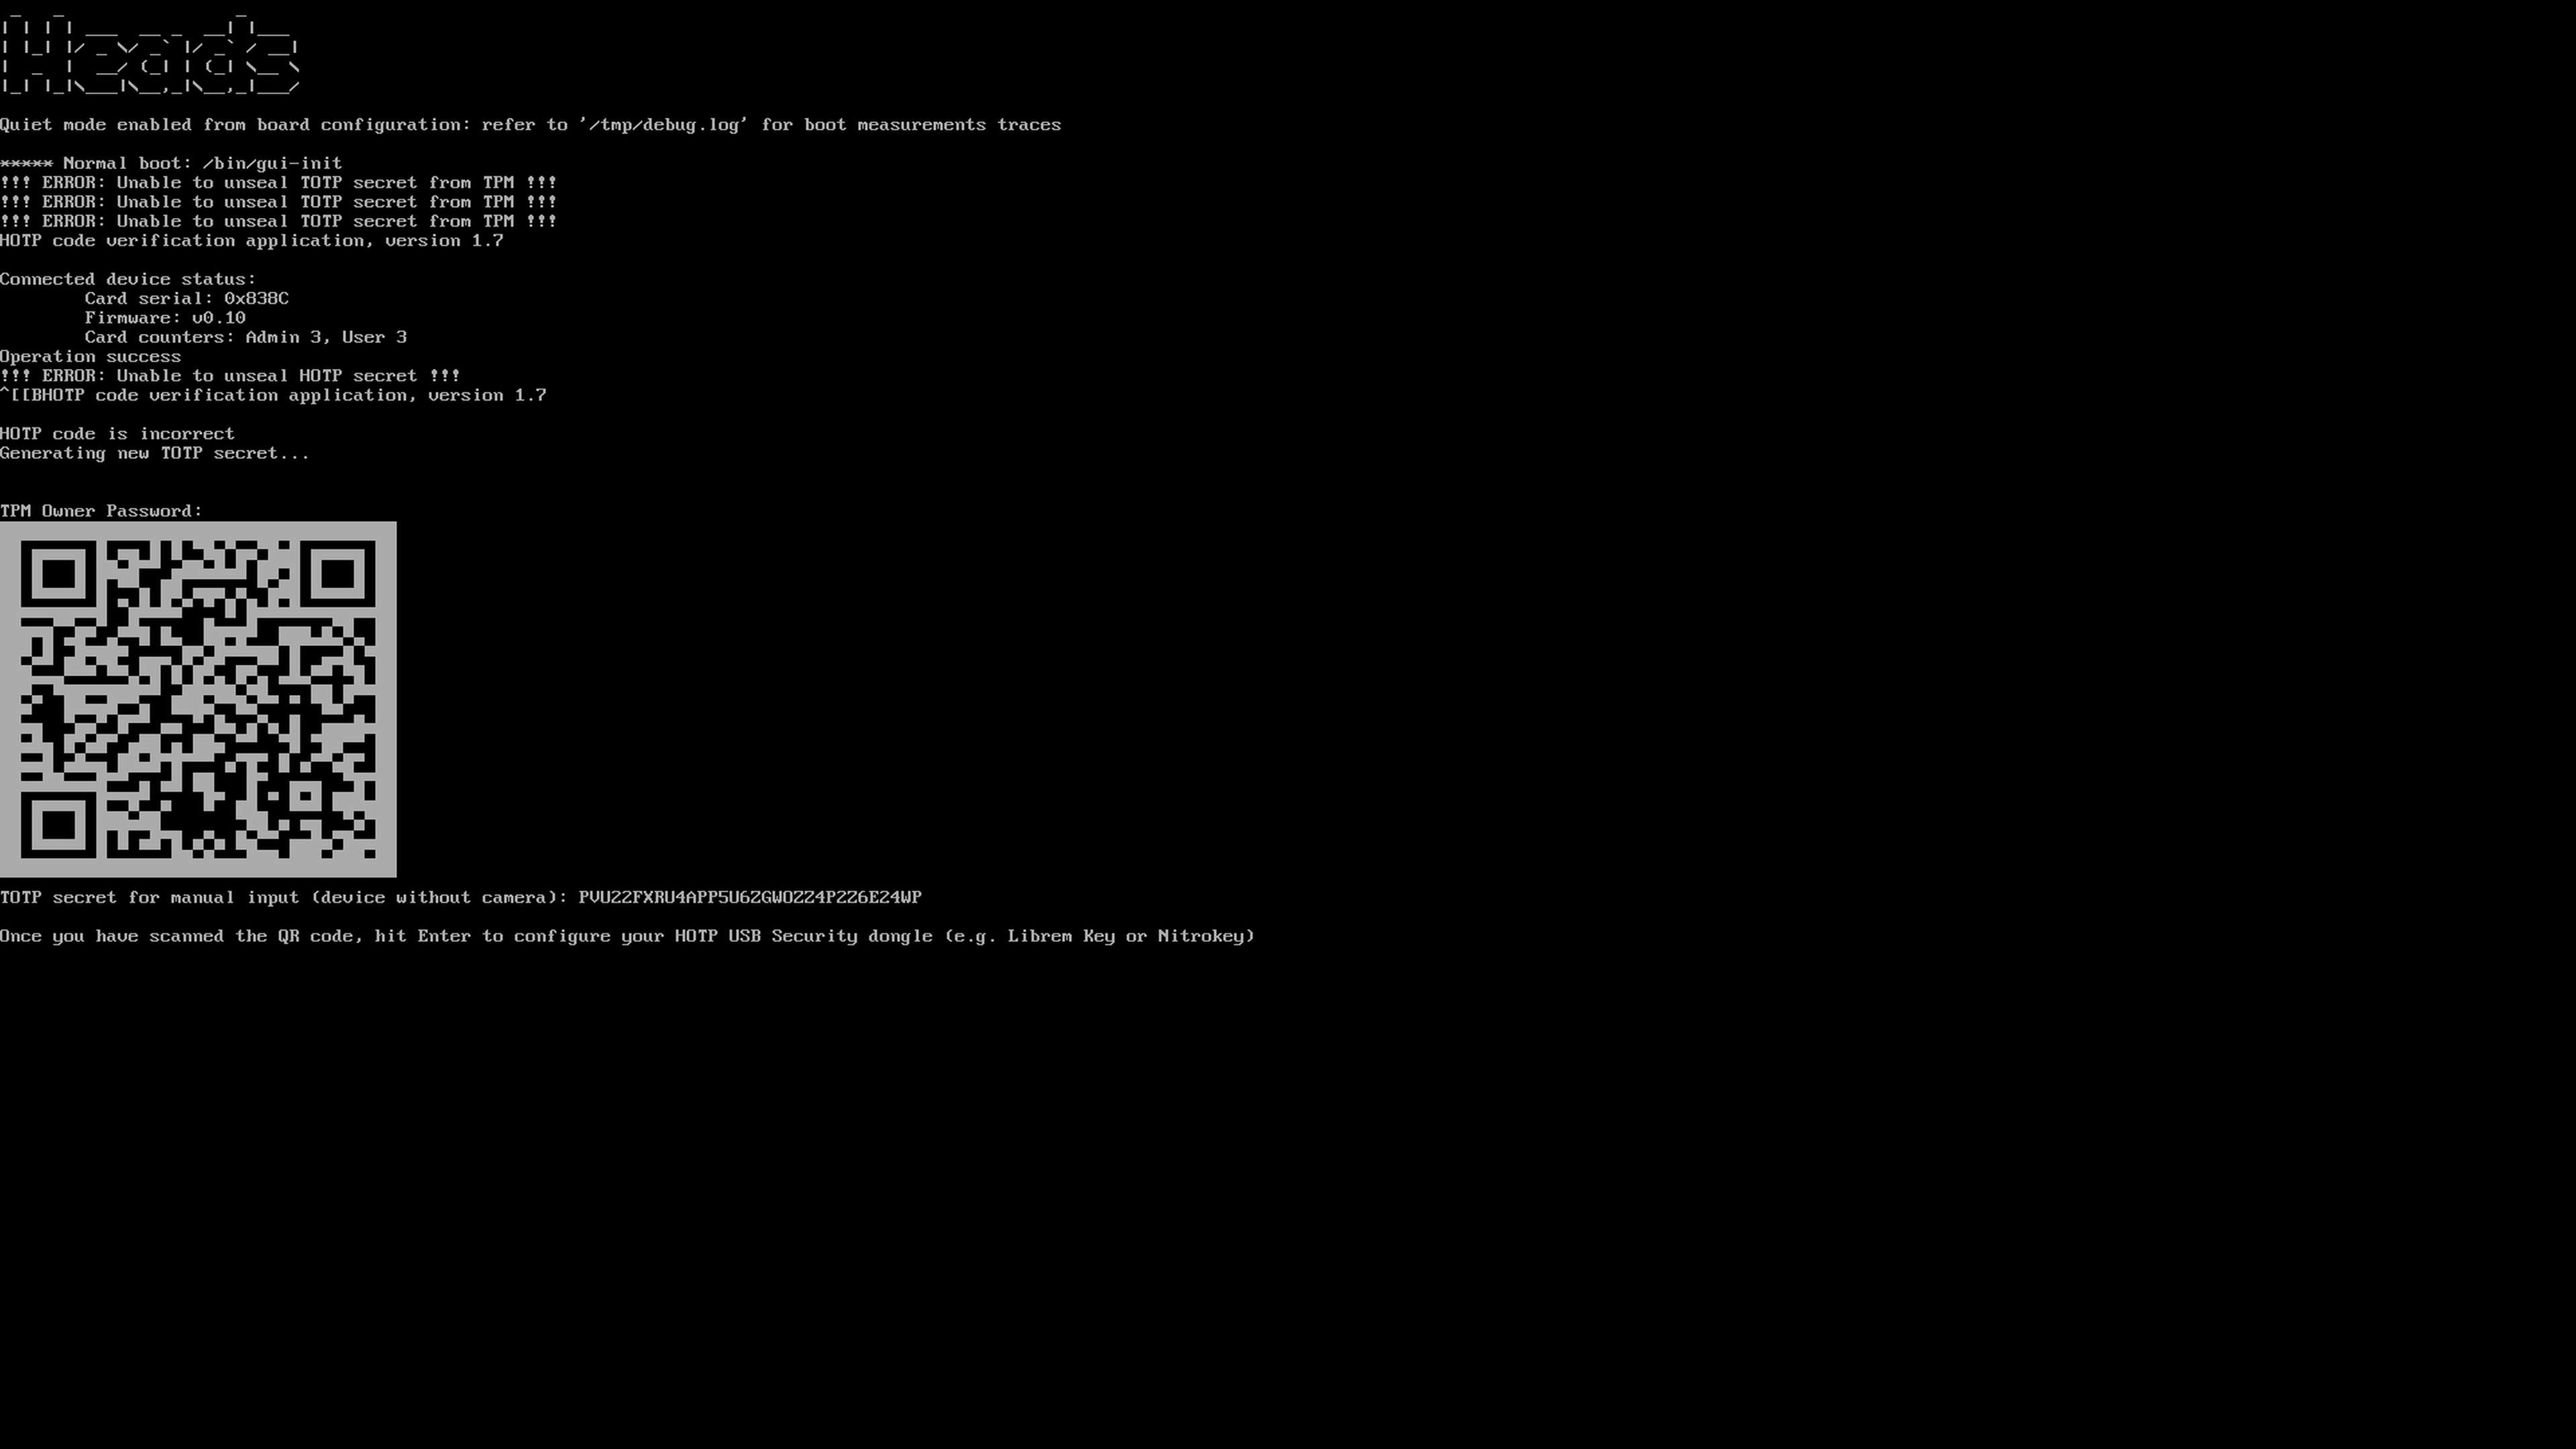 Heads
Quiet mode enabled from board configuration: refer to '/tmp/debug.log' for boot measurements traces
***** Normal boot: /bin/gui-init
!!! ERROR: Unable to unseal TOTP secret from TPM !!!
!!! ERROR: Unable to unseal TOTP secret from TPM !!!
!!! ERROR: Unable to unseal TOTP secret from TPM !!!
HOTP code verification application, version 1.7
Connected device status:
Card serial: 0x838C
Firmware: v0.10
Card counters: Admin 3, User 3
Operation success
!!! ERROR: Unable to unseal HOTP secret !!!
^[[BHOTP code verification application, version 1.7
HOTP code is incorrect
Generating new TOTP secret...
TPM Owner Password:
TOTP secret for manual input (device without camera): PVU22FXRU4APP5U6ZGWOZZ4P2Z6E24WP
Once you have scanned the QR code, hit Enter to configure your HOTP USB Security dongle (e.g. Librem Key or Nitrokey)